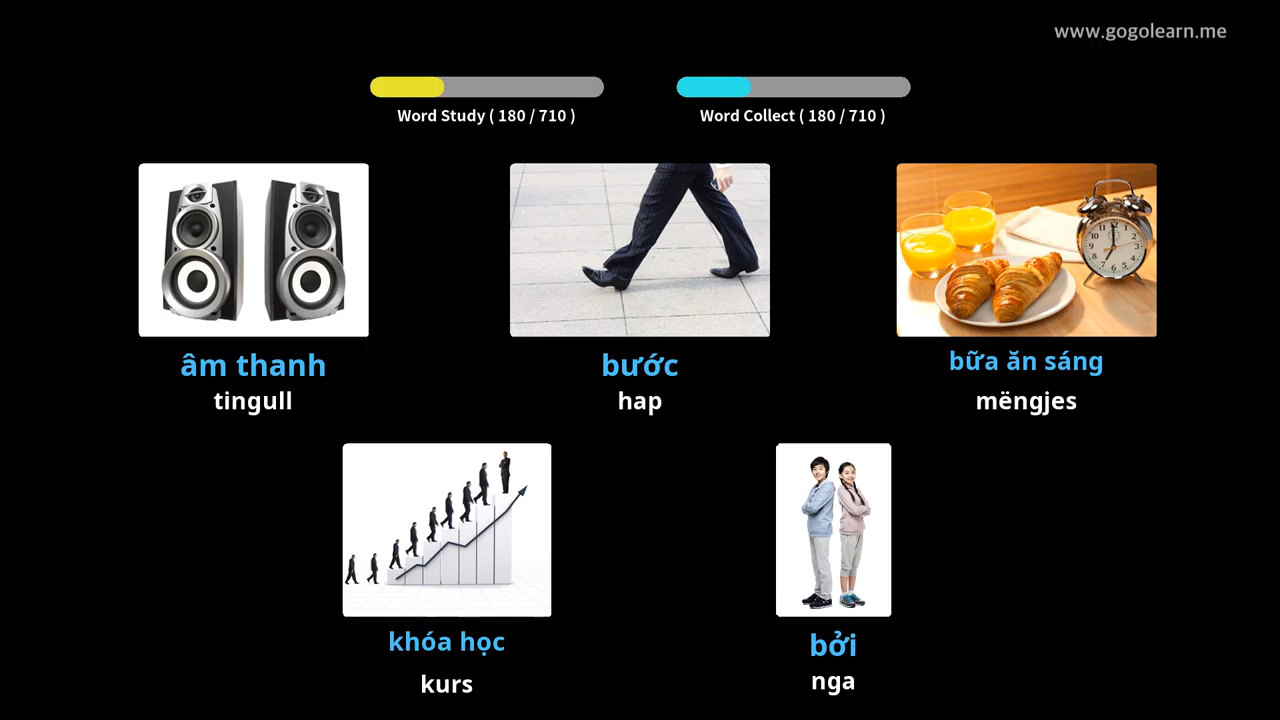 www.gogolearn.me
Word Study ( 180 / 710 )
Word Collect ( 180 / 710 )
âm thanh
tingull
bước
hap
bữa ăn sáng
mëngjes
khóa học
kurs
bởi
nga